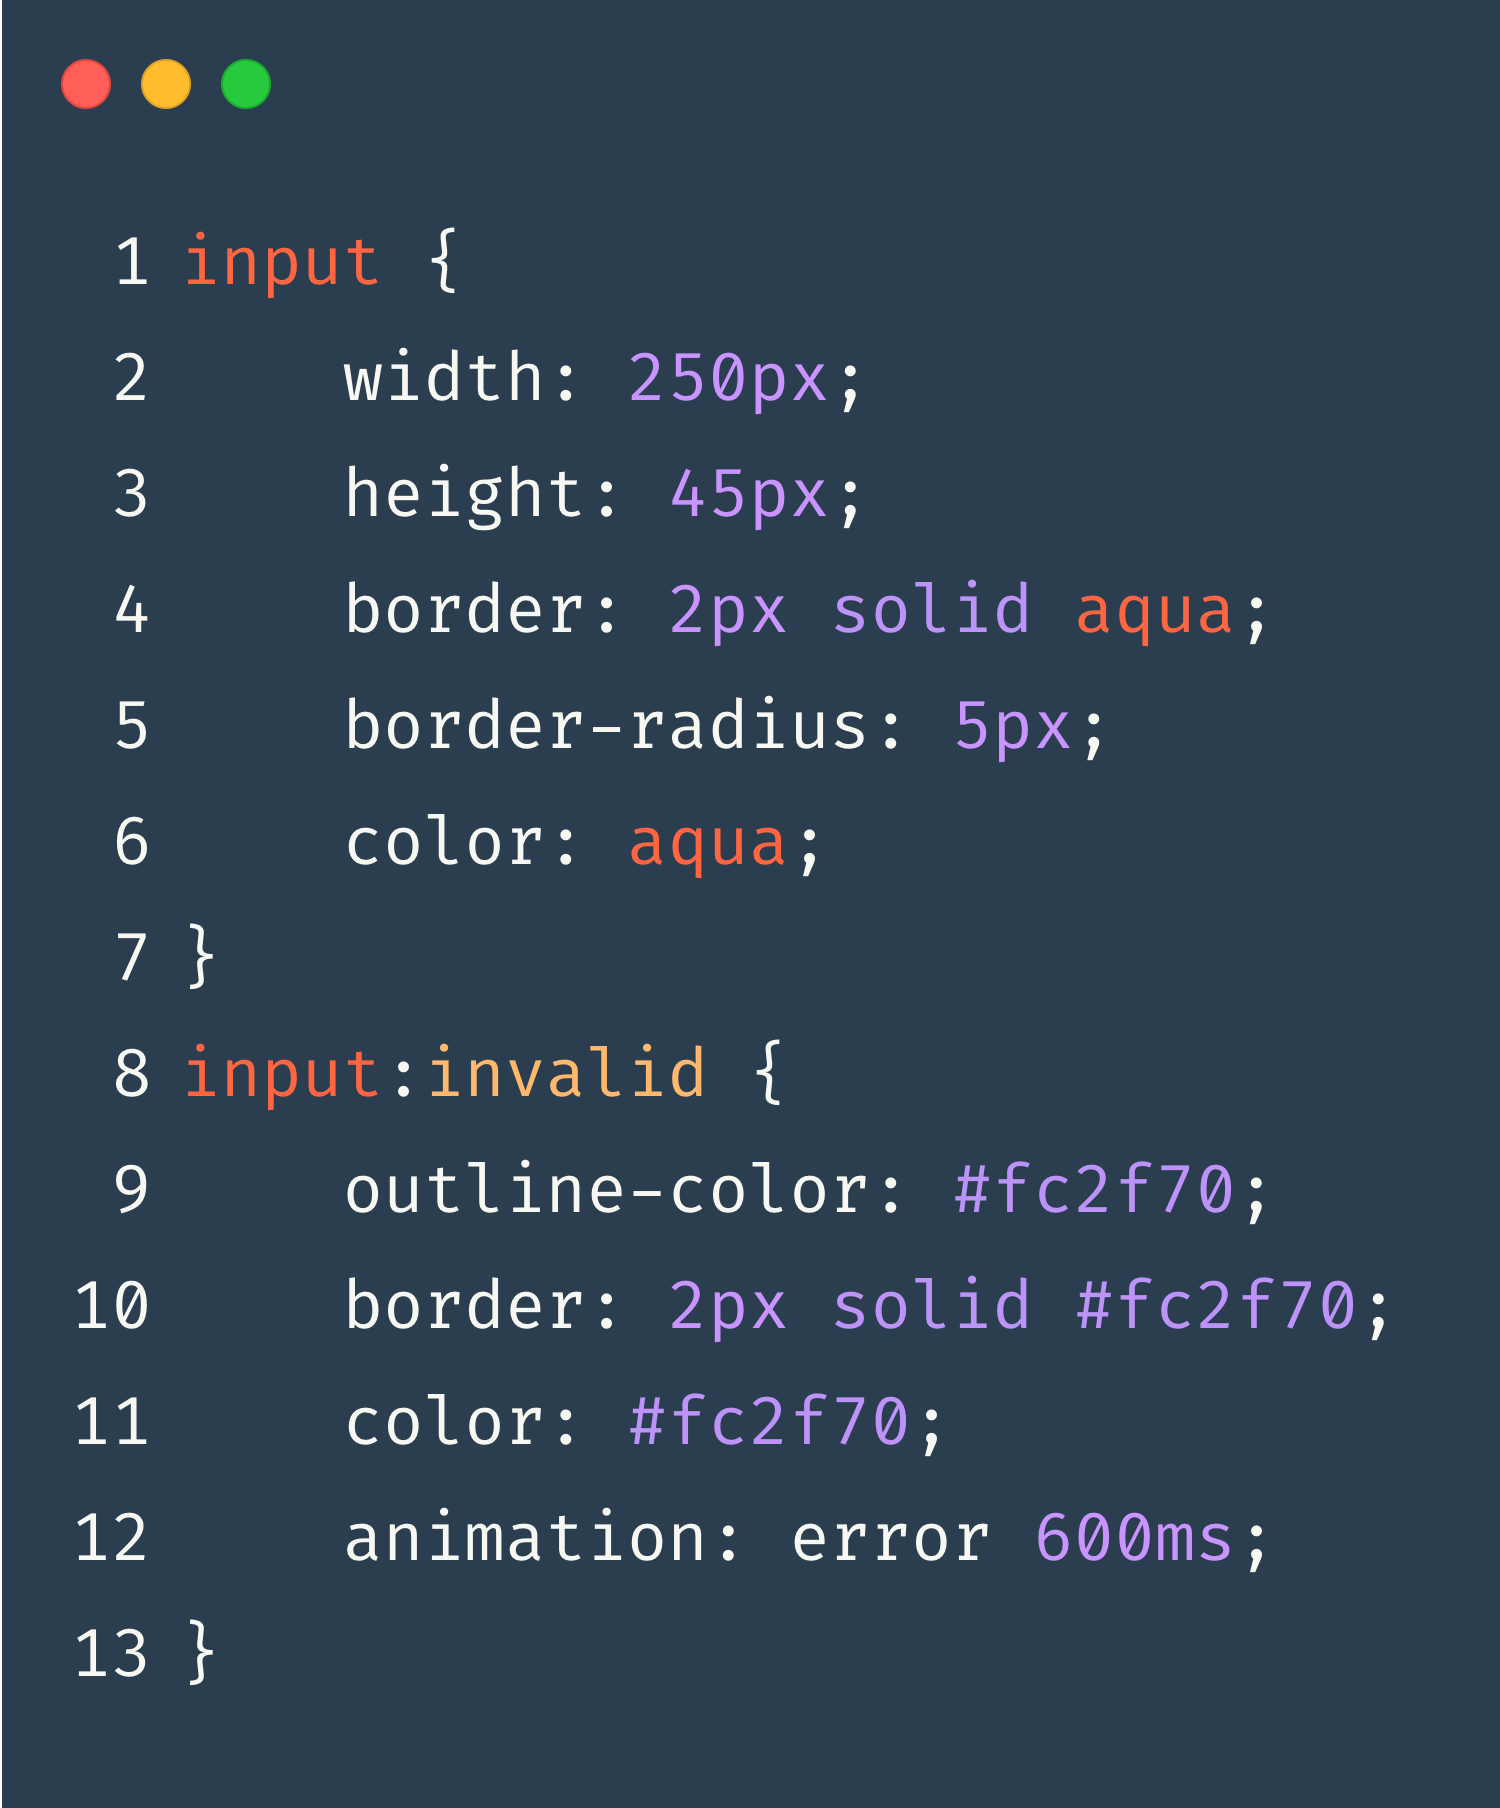 1 input {
2     width: 250px;
3     height: 45px;
4     border: 2px solid aqua;
5     border-radius: 5px;
6     color: aqua;
7 }
8 input:invalid {
9     outline-color: #fc2f70;
10     border: 2px solid #fc2f70;
11     color: #fc2f70;
12     animation: error 600ms;
13 }